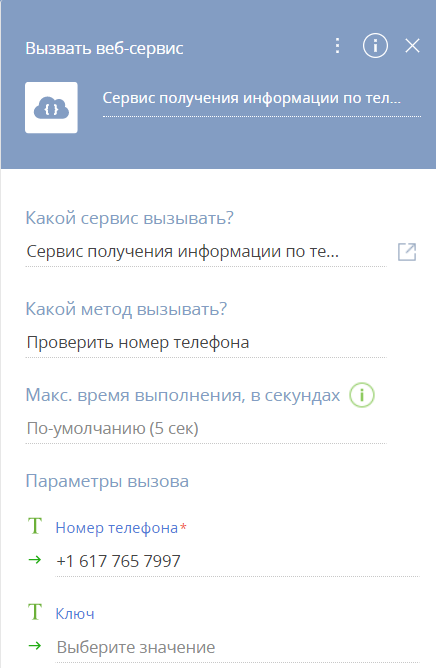 Вызвать веб-сервис
{ }
Сервис получения информации по тел...
Какой сервис вызывать?
Сервис получения информации по те...
Какой метод вызывать?
Проверить номер телефона
Макс. время выполнения, в секундах
По-умолчанию (5 сек)
Параметры вызова
T Номер телефона*
+1 617 765 7997
T Ключ
Выберите значение